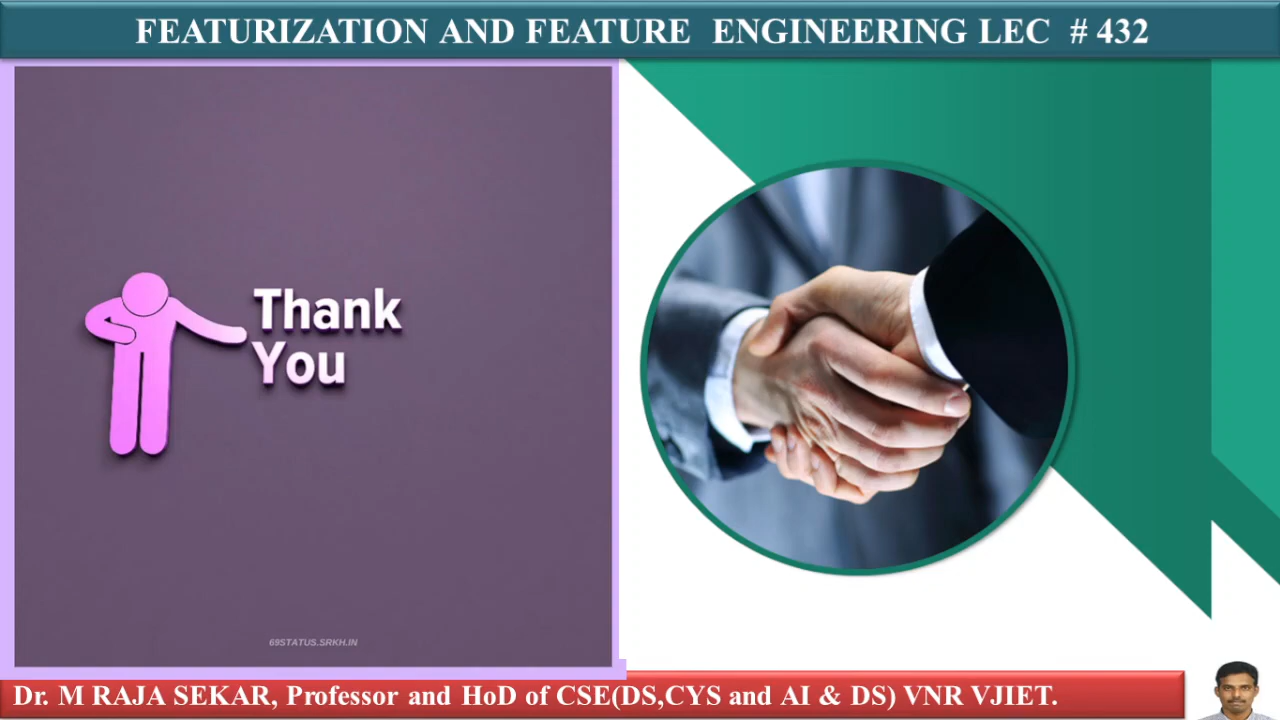 FEATURIZATION AND FEATURE ENGINEERING LEC # 432
Thank
You
69STATUS.SRKH.IN
Dr. M RAJA SEKAR, Professor and HoD of CSE(DS,CYS and AI & DS) VNR VJIET.